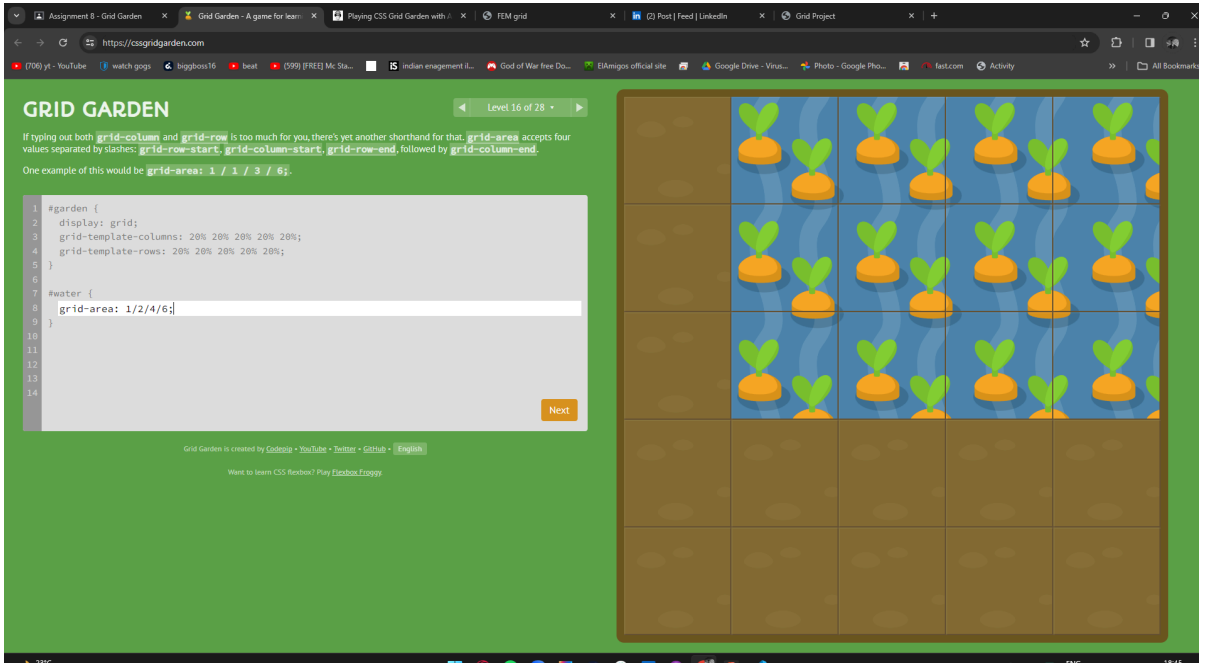 Assignment 8 - Grid Garden
Grid Garden - A game for learn
Playing CSS Grid Garden with A
FEM grid
(2) Post | Feed | LinkedIn
Grid Project
https://cssgridgarden.com
(706) yt - YouTube
watch gogs
biggboss16
beat
(599) [FREE] Mc Sta...
indian enagement il...
God of War free Do...
ElAmigos official site
Google Drive - Virus...
Photo - Google Pho...
fast.com
Activity
All Bookmarks
GRID GARDEN
Level 16 of 28
If typing out both grid-column and grid-row is too much for you, there's yet another shorthand for that. grid-area accepts four
values separated by slashes: grid-row-start, grid-column-start, grid-row-end, followed by grid-column-end.
One example of this would be grid-area: 1 / 1 / 3 / 6;.
1 #garden {
2 display: grid;
3 grid-template-columns: 20% 20% 20% 20% 20%;
4 grid-template-rows: 20% 20% 20% 20% 20%;
5 }
6
7 #water {
8 grid-area: 1/2/4/6;
9 }
10
11
12
13
14
Next
Grid Garden is created by Codepip • YouTube • Twitter • GitHub • English
Want to learn CSS flexbox? Play Flexbox Froggy.
23°C
ENG
18:45